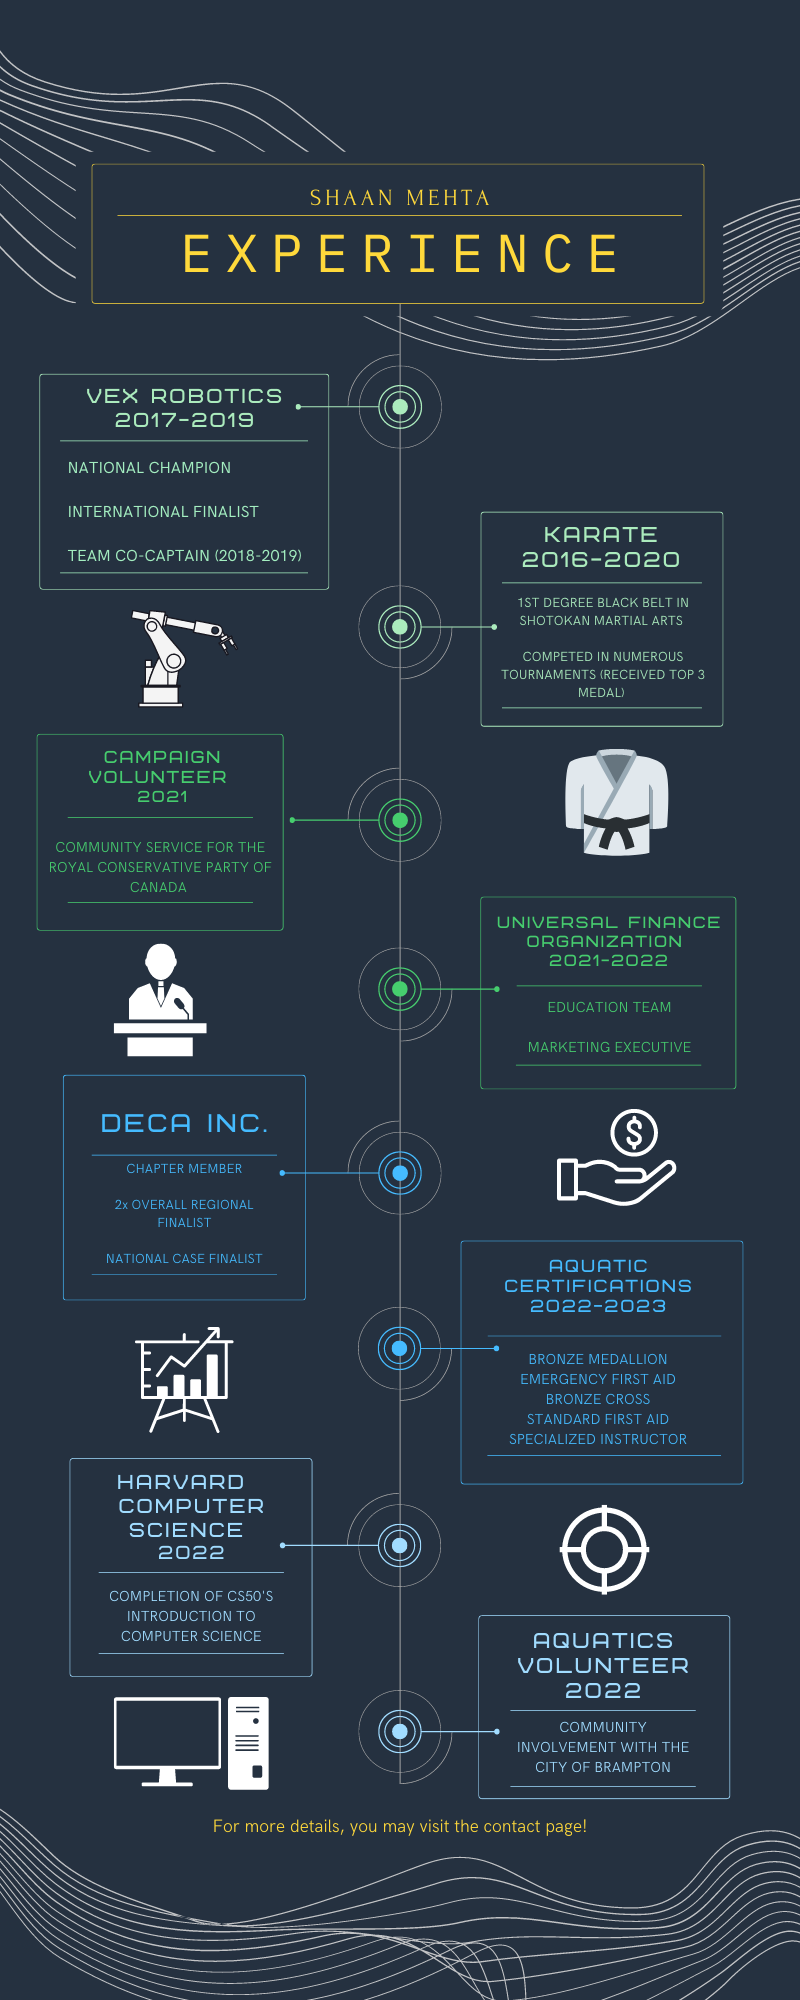 SHAAN MEHTA
EXPERIENCE
VEX ROBOTICS
2017-2019
NATIONAL CHAMPION
INTERNATIONAL FINALIST
TEAM CO-CAPTAIN (2018-2019)
KARATE
2016-2020
1ST DEGREE BLACK BELT IN
SHOTOKAN MARTIAL ARTS
COMPETED IN NUMEROUS
TOURNAMENTS (RECEIVED TOP 3
MEDAL)
CAMPAIGN
VOLUNTEER
2021
COMMUNITY SERVICE FOR THE
ROYAL CONSERVATIVE PARTY OF
CANADA
UNIVERSAL FINANCE
ORGANIZATION
2021-2022
EDUCATION TEAM
MARKETING EXECUTIVE
DECA INC.
CHAPTER MEMBER
2x OVERALL REGIONAL
FINALIST
NATIONAL CASE FINALIST
$
AQUATIC
CERTIFICATIONS
2022-2023
BRONZE MEDALLION
EMERGENCY FIRST AID
BRONZE CROSS
STANDARD FIRST AID
SPECIALIZED INSTRUCTOR
HARVARD
COMPUTER
SCIENCE
2022
COMPLETION OF CS50'S
INTRODUCTION TO
COMPUTER SCIENCE
AQUATICS
VOLUNTEER
2022
COMMUNITY
INVOLVEMENT WITH THE
CITY OF BRAMPTON
For more details, you may visit the contact page!